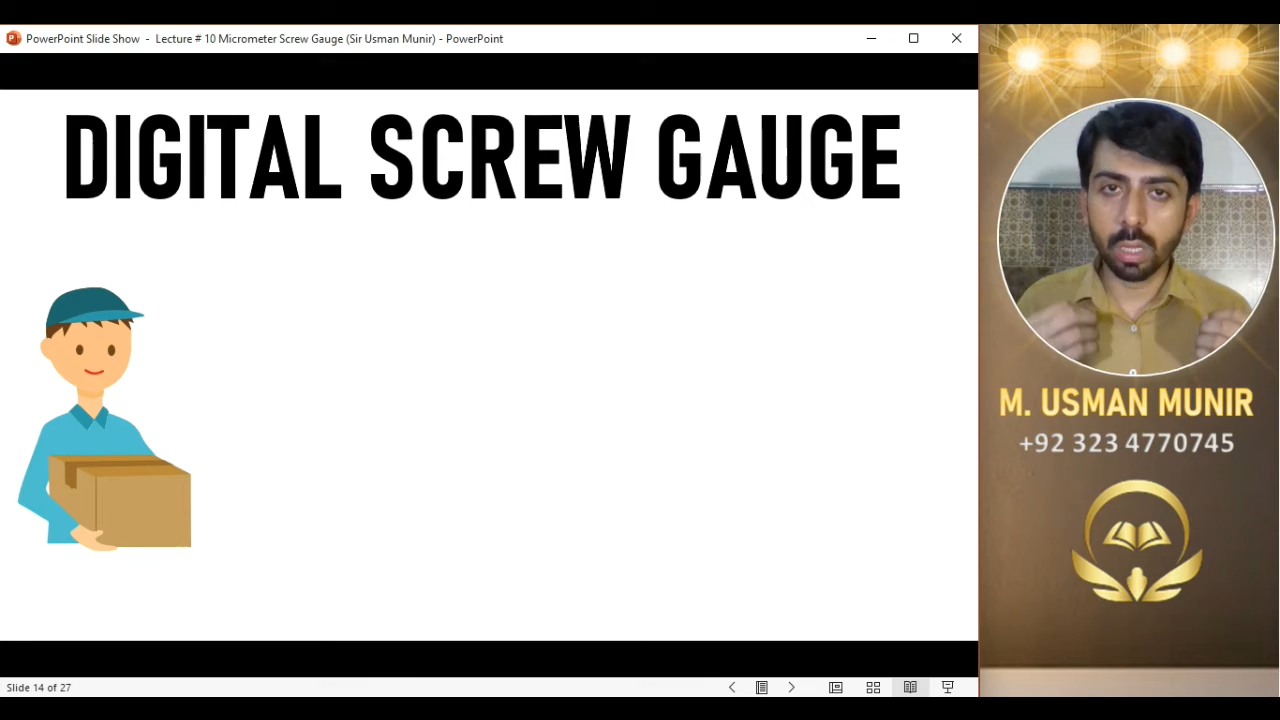 PowerPoint Slide Show - Lecture # 10 Micrometer Screw Gauge (Sir Usman Munir) - PowerPoint
DIGITAL SCREW GAUGE
M. USMAN MUNIR
+92 323 4770745
Slide 14 of 27